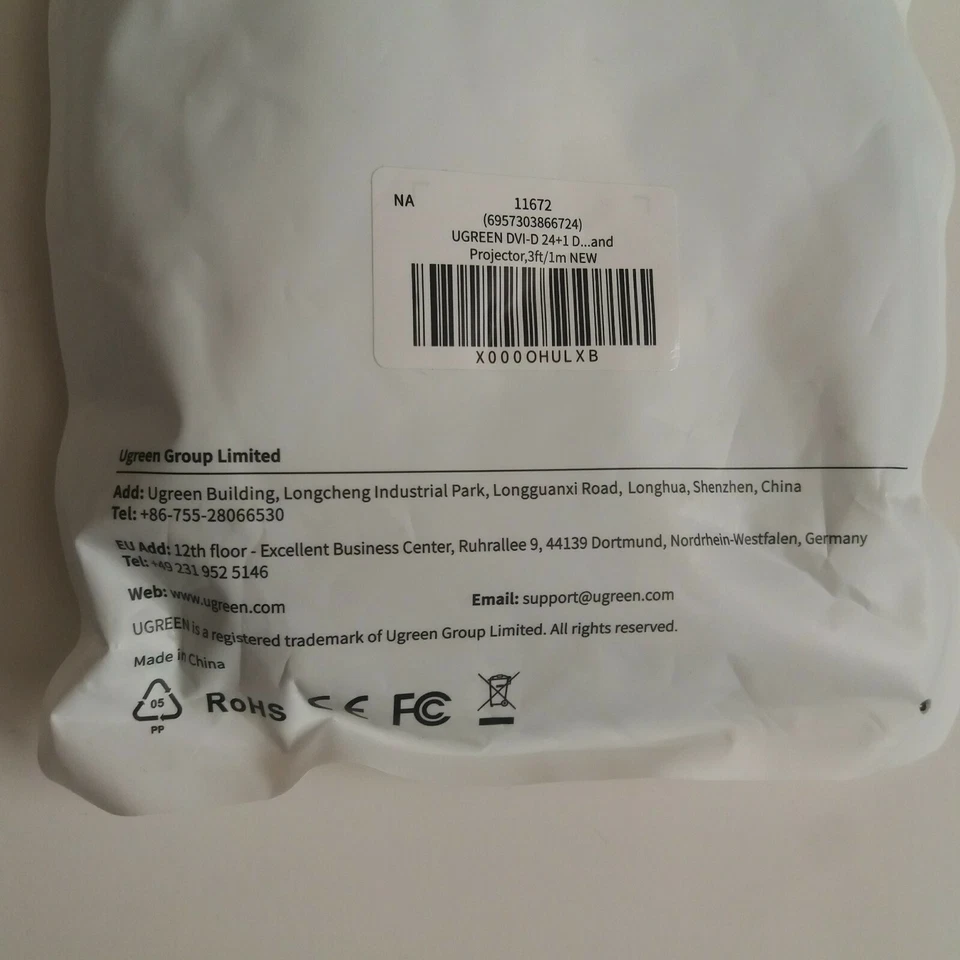 NA
11672
(6957303866724)
UGREEN DVI-D 24+1 D...and
Projector,3ft/1m NEW
X000OHULXB
Ugreen Group Limited
Add: Ugreen Building, Longcheng Industrial Park, Longguanxi Road, Longhua, Shenzhen, China
Tel: +86-755-28066530
EU Add: 12th floor - Excellent Business Center, Ruhrallee 9, 44139 Dortmund, Nordrhein-Westfalen, Germany
Tel: +49 231 952 5146
Web: www.ugreen.com
Email: support@ugreen.com
UGREEN is a registered trademark of Ugreen Group Limited. All rights reserved.
Made in China
05
PP
RoHS
CE
FC